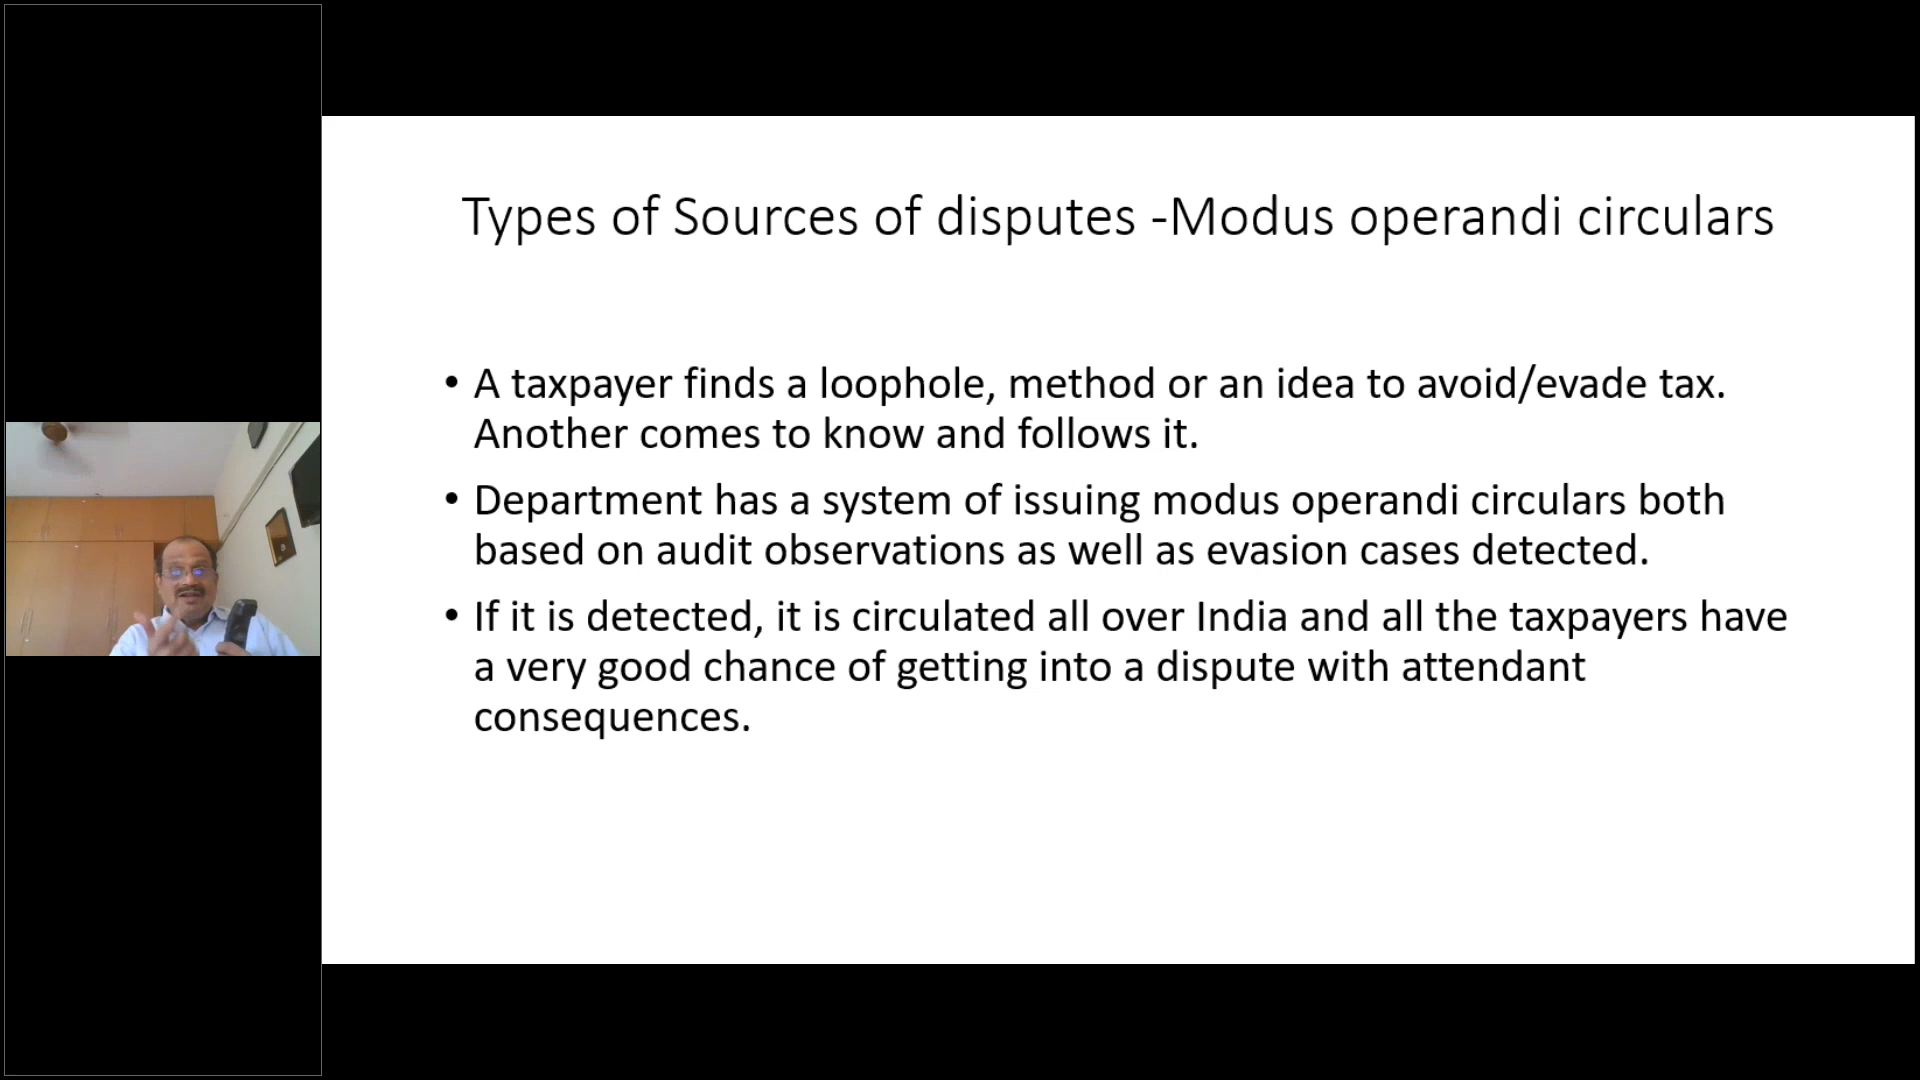 Types of Sources of disputes -Modus operandi circulars
• A taxpayer finds a loophole, method or an idea to avoid/evade tax.
Another comes to know and follows it.
• Department has a system of issuing modus operandi circulars both
based on audit observations as well as evasion cases detected.
• If it is detected, it is circulated all over India and all the taxpayers have
a very good chance of getting into a dispute with attendant
consequences.